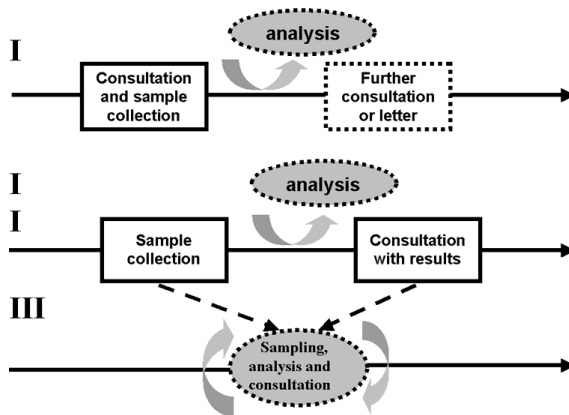 I
analysis
Consultation
and sample
collection
Further
consultation
or letter
I
I
analysis
Sample
collection
Consultation
with results
III
Sampling,
analysis and
consultation